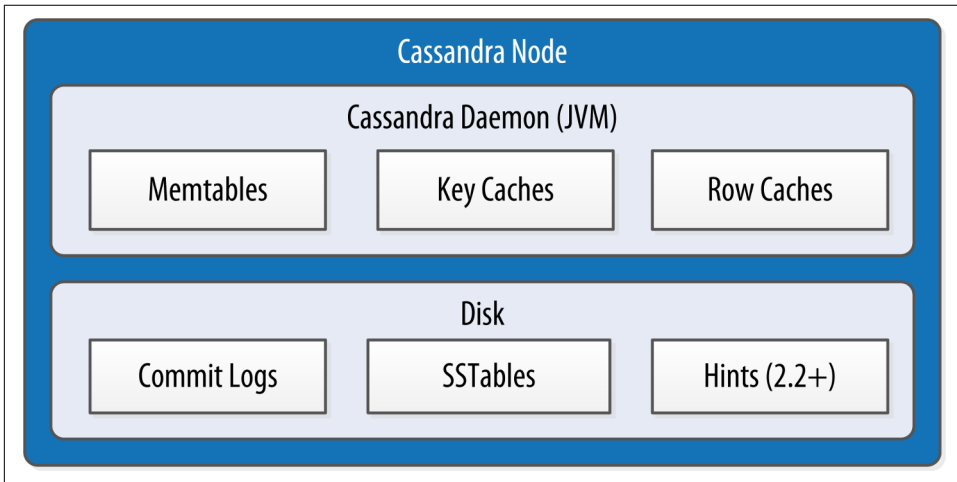 Cassandra Node
Cassandra Daemon (JVM)
Memtables
Key Caches
Row Caches
Disk
Commit Logs
SSTables
Hints (2.2+)